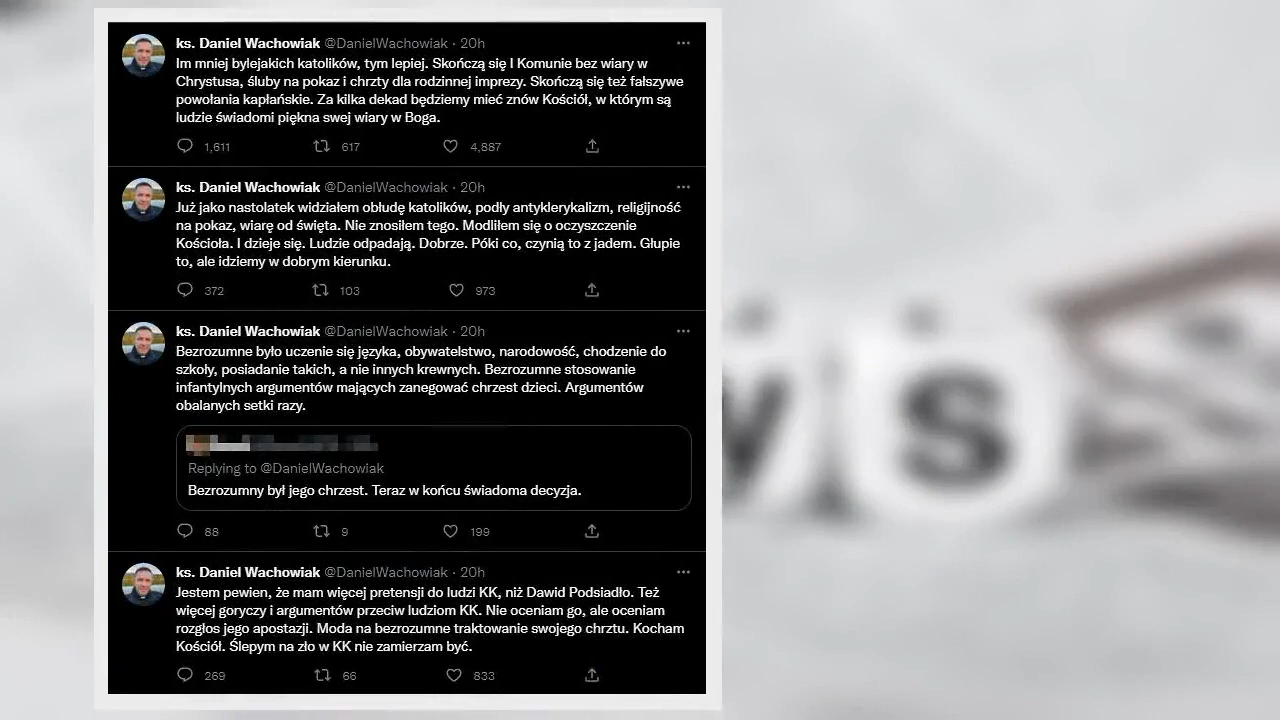 ks. Daniel Wachowiak @DanielWachowiak · 20h
Im mniej bylejakich katolików, tym lepiej. Skończą się I Komunie bez wiary w
Chrystusa, śluby na pokaz i chrzty dla rodzinnej imprezy. Skończą się też fałszywe
powołania kapłańskie. Za kilka dekad będziemy mieć znów Kościół, w którym są
ludzie świadomi piękna swej wiary w Boga.
1,611 617 4,887
ks. Daniel Wachowiak @DanielWachowiak · 20h
Już jako nastolatek widziałem obłudę katolików, podły antyklerykalizm, religijność
na pokaz, wiarę od święta. Nie znosiłem tego. Modliłem się o oczyszczenie
Kościoła. I dzieje się. Ludzie odpadają. Dobrze. Póki co, czynią to z jadem. Głupie
to, ale idziemy w dobrym kierunku.
372 103 973
ks. Daniel Wachowiak @DanielWachowiak · 20h
Bezrozumne było uczenie się języka, obywatelstwo, narodowość, chodzenie do
szkoły, posiadanie takich, a nie innych krewnych. Bezrozumne stosowanie
infantylnych argumentów mających zanegować chrzest dzieci. Argumentów
obalanych setki razy.
Replying to @DanielWachowiak
Bezrozumny był jego chrzest. Teraz w końcu świadoma decyzja.
88 9 199
ks. Daniel Wachowiak @DanielWachowiak · 20h
Jestem pewien, że mam więcej pretensji do ludzi KK, niż Dawid Podsiadło. Też
więcej goryczy i argumentów przeciw ludziom KK. Nie oceniam go, ale oceniam
rozgłos jego apostazji. Moda na bezrozumne traktowanie swojego chrztu. Kocham
Kościół. Ślepym na zło w KK nie zamierzam być.
269 66 833